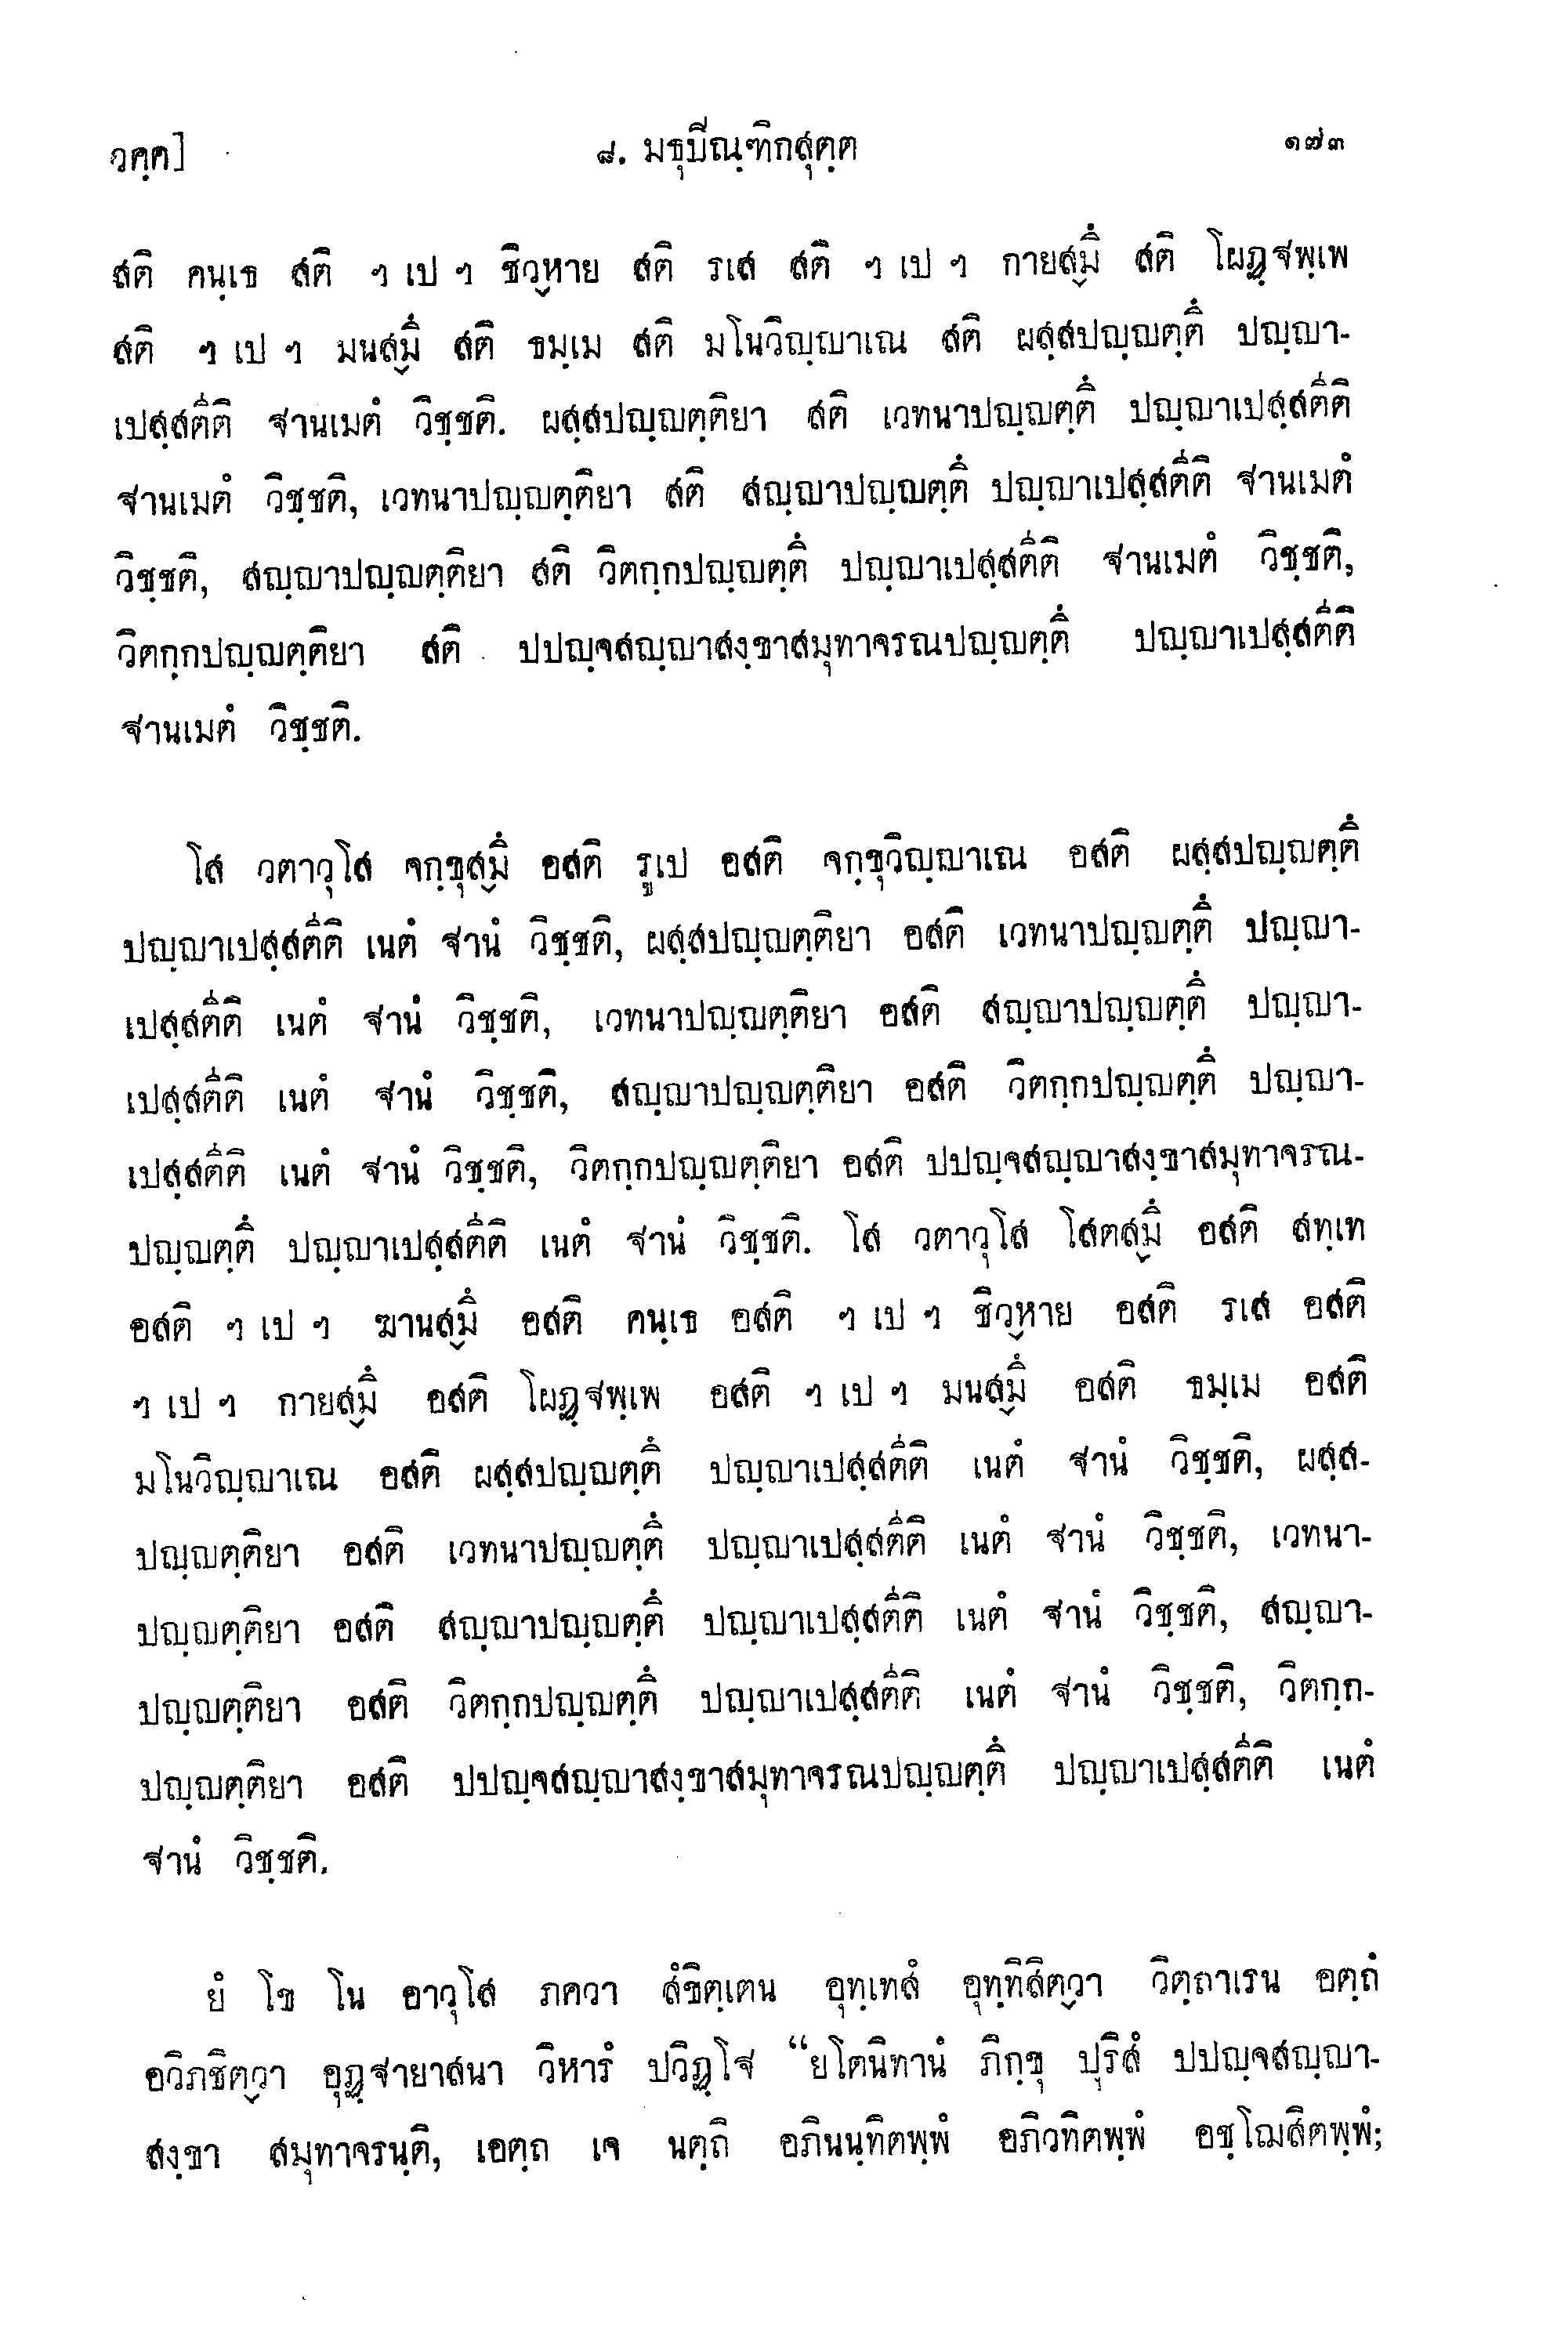 วคฺค]
๘. มธุปิณฺฑิกสุตฺต
๑๗๓
สติ คนฺเธ สติ ฯ เป ฯ ชิวฺหาย สติ รเส สติ ฯ เป ฯ กายสฺมิํ สติ โผฏฺฐพฺเพ
สติ ฯ เป ฯ มนสฺมิํ สติ ธมฺเม สติ มโนวิญฺญาเณ สติ ผสฺสปญฺญตฺติํ ปญฺญา-
เปสฺสตีติ ฐานเมตํ วิชฺชติ. ผสฺสปญฺญตฺติยา สติ เวทนาปญฺญตฺติํ ปญฺญาเปสฺสตีติ
ฐานเมตํ วิชฺชติ, เวทนาปญฺญตฺติยา สติ สญฺญาปญฺญตฺติํ ปญฺญาเปสฺสตีติ ฐานเมตํ
วิชฺชติ, สญฺญาปญฺญตฺติยา สติ วิตกฺกปญฺญตฺติํ ปญฺญาเปสฺสตีติ ฐานเมตํ วิชฺชติ,
วิตกฺกปญฺญตฺติยา สติ ปปญฺจสญฺญาสงฺขาสมุทาจรณปญฺญตฺติํ ปญฺญาเปสฺสตีติ
ฐานเมตํ วิชฺชติ.
โส วตาวุโส จกฺขุสฺมิํ อสติ รูเป อสติ จกฺขุวิญฺญาเณ อสติ ผสฺสปญฺญตฺติํ
ปญฺญาเปสฺสตีติ เนตํ ฐานํ วิชฺชติ, ผสฺสปญฺญตฺติยา อสติ เวทนาปญฺญตฺติํ ปญฺญา-
เปสฺสตีติ เนตํ ฐานํ วิชฺชติ, เวทนาปญฺญตฺติยา อสติ สญฺญาปญฺญตฺติํ ปญฺญา-
เปสฺสตีติ เนตํ ฐานํ วิชฺชติ, สญฺญาปญฺญตฺติยา อสติ วิตกฺกปญฺญตฺติํ ปญฺญา-
เปสฺสตีติ เนตํ ฐานํ วิชฺชติ, วิตกฺกปญฺญตฺติยา อสติ ปปญฺจสญฺญาสงฺขาสมุทาจรณ-
ปญฺญตฺติํ ปญฺญาเปสฺสตีติ เนตํ ฐานํ วิชฺชติ. โส วตาวุโส โสตสฺมิํ อสติ สทฺเท
อสติ ฯ เป ฯ ฆานสฺมิํ อสติ คนฺเธ อสติ ฯ เป ฯ ชิวฺหาย อสติ รเส อสติ
ฯ เป ฯ กายสฺมิํ อสติ โผฏฺฐพฺเพ อสติ ฯ เป ฯ มนสฺมิํ อสติ ธมฺเม อสติ
มโนวิญฺญาเณ อสติ ผสฺสปญฺญตฺติํ ปญฺญาเปสฺสตีติ เนตํ ฐานํ วิชฺชติ, ผสฺส-
ปญฺญตฺติยา อสติ เวทนาปญฺญตฺติํ ปญฺญาเปสฺสตีติ เนตํ ฐานํ วิชฺชติ, เวทนา-
ปญฺญตฺติยา อสติ สญฺญาปญฺญตฺติํ ปญฺญาเปสฺสตีติ เนตํ ฐานํ วิชฺชติ, สญฺญา-
ปญฺญตฺติยา อสติ วิตกฺกปญฺญตฺติํ ปญฺญาเปสฺสตีติ เนตํ ฐานํ วิชฺชติ, วิตกฺก-
ปญฺญตฺติยา อสติ ปปญฺจสญฺญาสงฺขาสมุทาจรณปญฺญตฺติํ ปญฺญาเปสฺสตีติ เนตํ
ฐานํ วิชฺชติ.
ยํ โข โน อาวุโส ภควา สํขิตฺเตน อุทฺเทสํ อุทฺทิสิตฺวา วิตฺถาเรน อตฺถํ
อวิภชิตฺวา อุฏฺฐายาสนา วิหารํ ปวิฏฺโฐ “ยโตนิทานํ ภิกฺขุ ปุริสํ ปปญฺจสญฺญา-
สงฺขา สมุทาจรนฺติ, เอตฺถ เจ นตฺถิ อภินนฺทิตพฺพํ อภิวทิตพฺพํ อชฺโฌสิตพฺพํ;